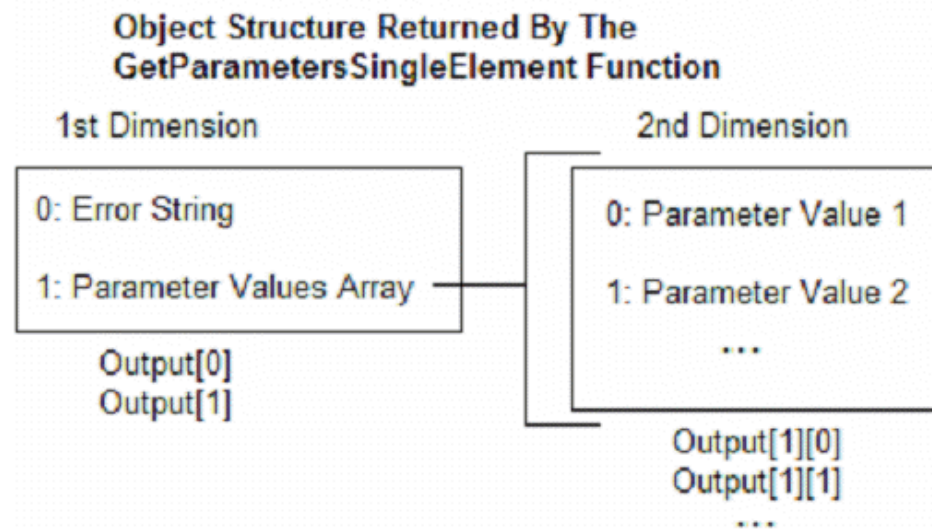 Object Structure Returned By The
GetParametersSingleElement Function
1st Dimension
0: Error String
1: Parameter Values Array
Output[0]
Output[1]
2nd Dimension
0: Parameter Value 1
1: Parameter Value 2
...
Output[1][0]
Output[1][1]
...